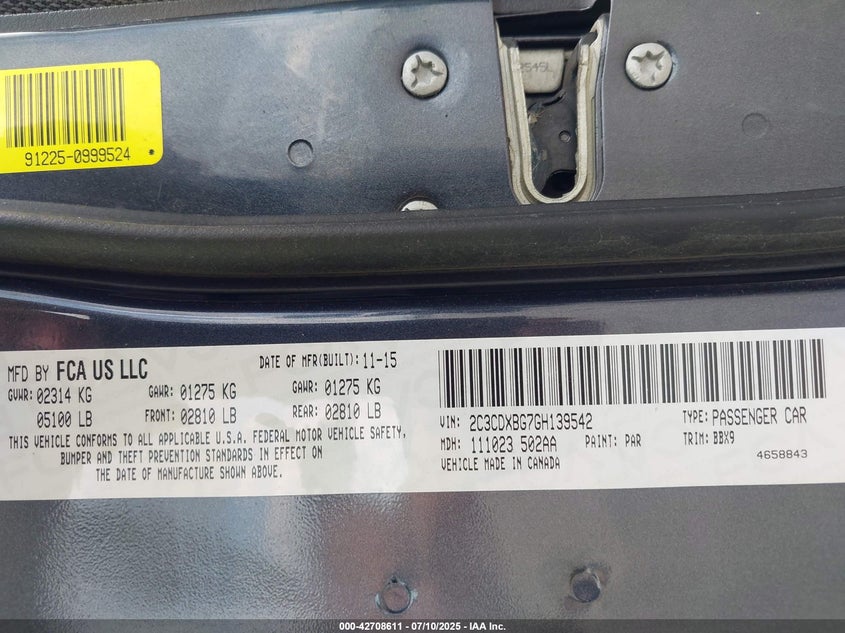 2545L
91225-0999524
MFD BY FCA US LLC
DATE OF MFR(BUILT): 11-15
GVWR: 02314 KG
GAWR: 01275 KG
GAWR: 01275 KG
05100 LB
FRONT: 02810 LB
REAR: 02810 LB
THIS VEHICLE CONFORMS TO ALL APPLICABLE U.S.A. FEDERAL MOTOR VEHICLE SAFETY,
BUMPER AND THEFT PREVENTION STANDARDS IN EFFECT ON
THE DATE OF MANUFACTURE SHOWN ABOVE.
VIN: 2C3CDXBG7GH139542
TYPE: PASSENGER CAR
MDH: 111023 502AA
PAINT: PAR
TRIM: BBX9
VEHICLE MADE IN CANADA
4658843
000-42708611 - 07/10/2025 - IAA Inc.